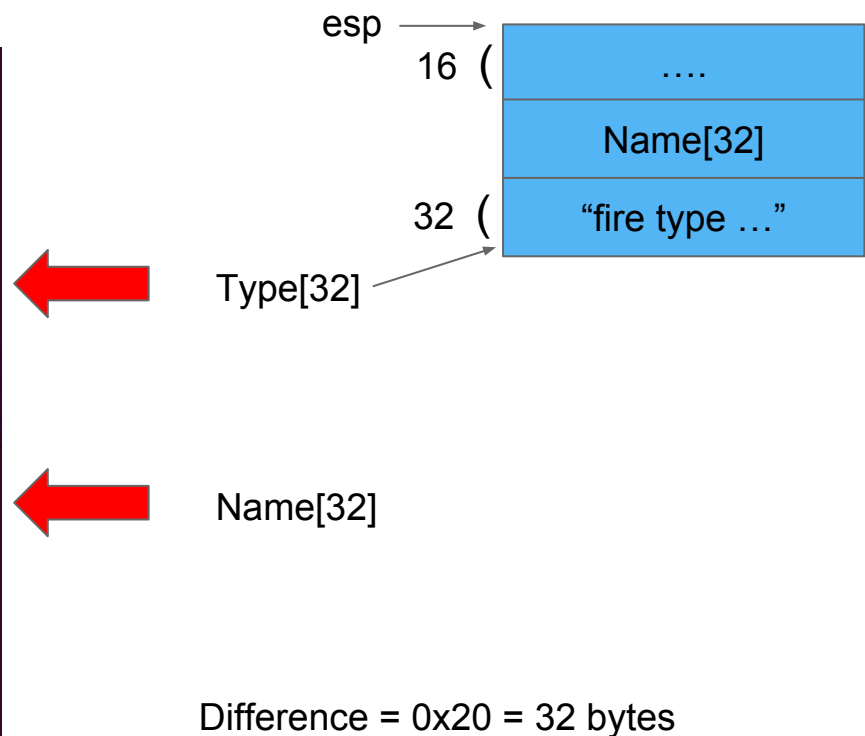 esp
16 ( ….
Name[32]
32 ( “fire type …”
Type[32]
Name[32]
Difference = 0x20 = 32 bytes